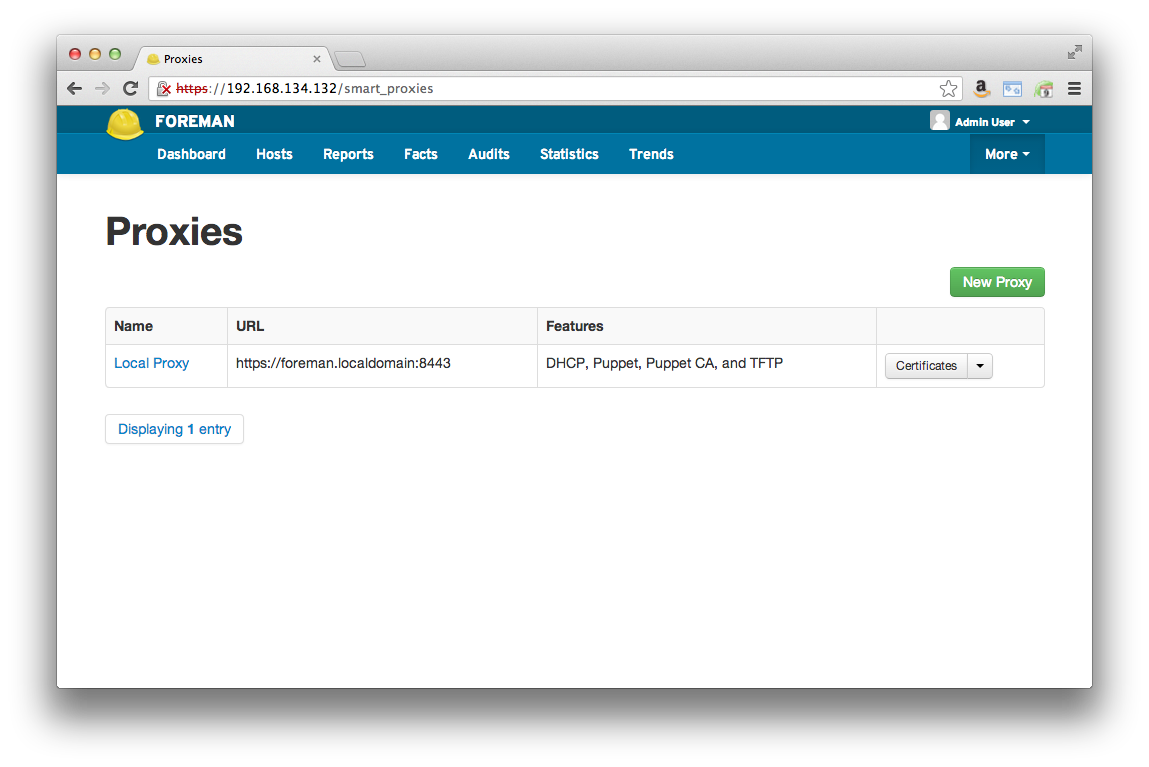 Proxies
https://192.168.134.132/smart_proxies
FOREMAN
Admin User
Dashboard Hosts Reports Facts Audits Statistics Trends More
Proxies
New Proxy
Name URL Features
Local Proxy https://foreman.localdomain:8443 DHCP, Puppet, Puppet CA, and TFTP Certificates
Displaying 1 entry